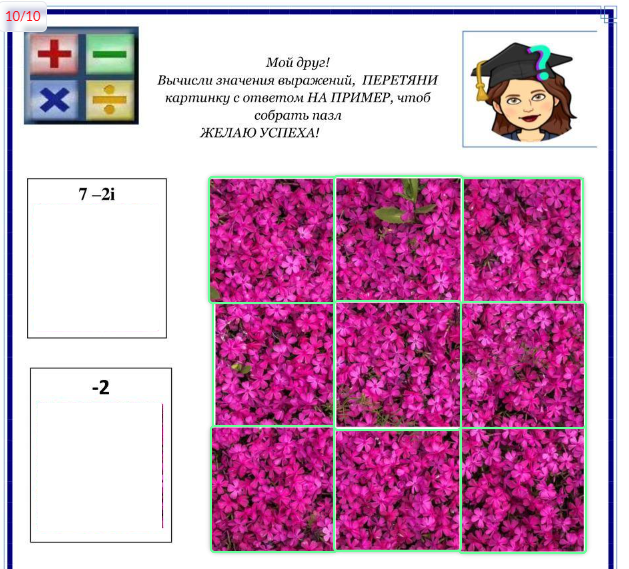 10/10
Мой друг!
Вычисли значения выражений, ПЕРЕТЯНИ
картинку с ответом НА ПРИМЕР, чтоб
собрать пазл
ЖЕЛАЮ УСПЕХА!
7 –2i
-2